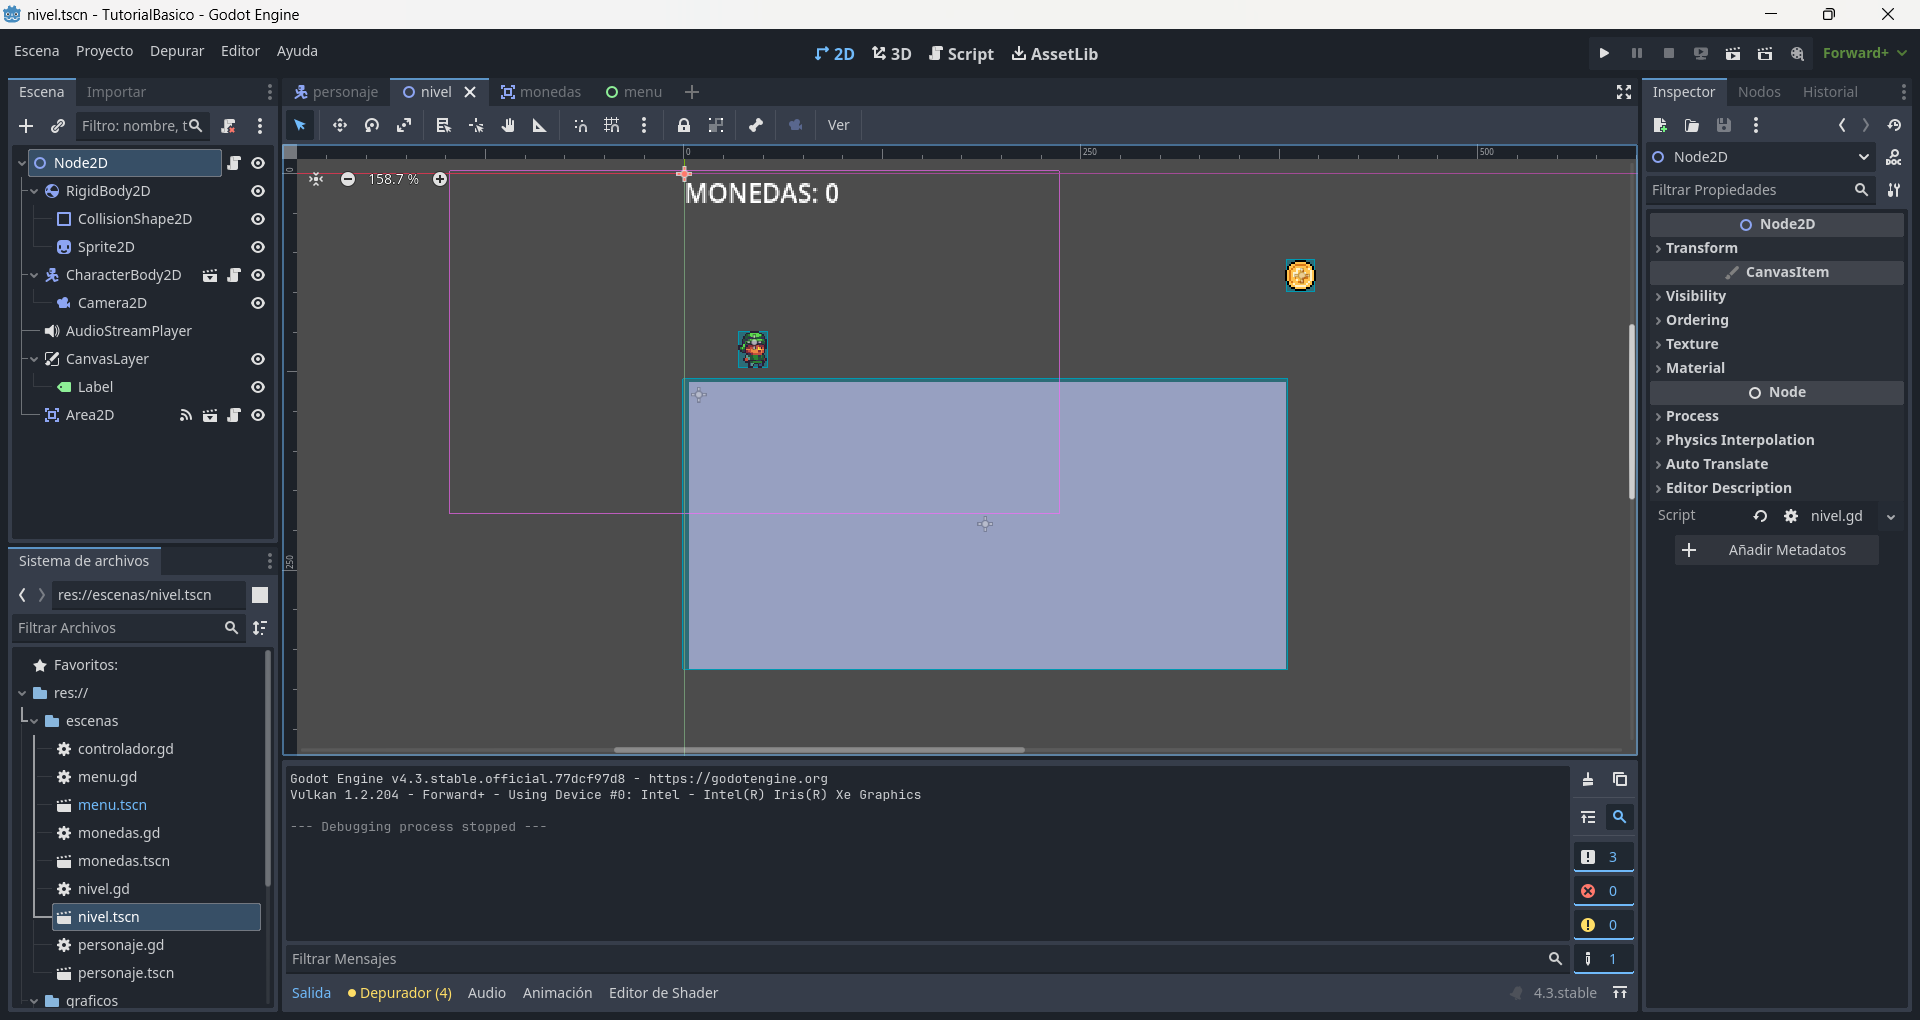 nivel.tscn - TutorialBasico - Godot Engine
Escena Proyecto Depurar Editor Ayuda
2D 3D Script AssetLib
Forward+
Escena Importar
Filtro: nombre, t
Node2D
RigidBody2D
CollisionShape2D
Sprite2D
CharacterBody2D
Camera2D
AudioStreamPlayer
CanvasLayer
Label
Area2D
Sistema de archivos
res://escenas/nivel.tscn
Filtrar Archivos
Favoritos:
res://
escenas
controlador.gd
menu.gd
menu.tscn
monedas.gd
monedas.tscn
nivel.gd
nivel.tscn
personaje.gd
personaje.tscn
graficos
personaje nivel monedas menu
Ver
0 250 500
0
250
158.7 %
MONEDAS: 0
Godot Engine v4.3.stable.official.77dcf97d8 - https://godotengine.org
Vulkan 1.2.204 - Forward+ - Using Device #0: Intel - Intel(R) Iris(R) Xe Graphics
--- Debugging process stopped ---
3
0
0
1
Filtrar Mensajes
Salida Depurador (4) Audio Animación Editor de Shader
4.3.stable
Inspector Nodos Historial
Node2D
DOC
Filtrar Propiedades
Node2D
Transform
CanvasItem
Visibility
Ordering
Texture
Material
Node
Process
Physics Interpolation
Auto Translate
Editor Description
Script nivel.gd
Añadir Metadatos